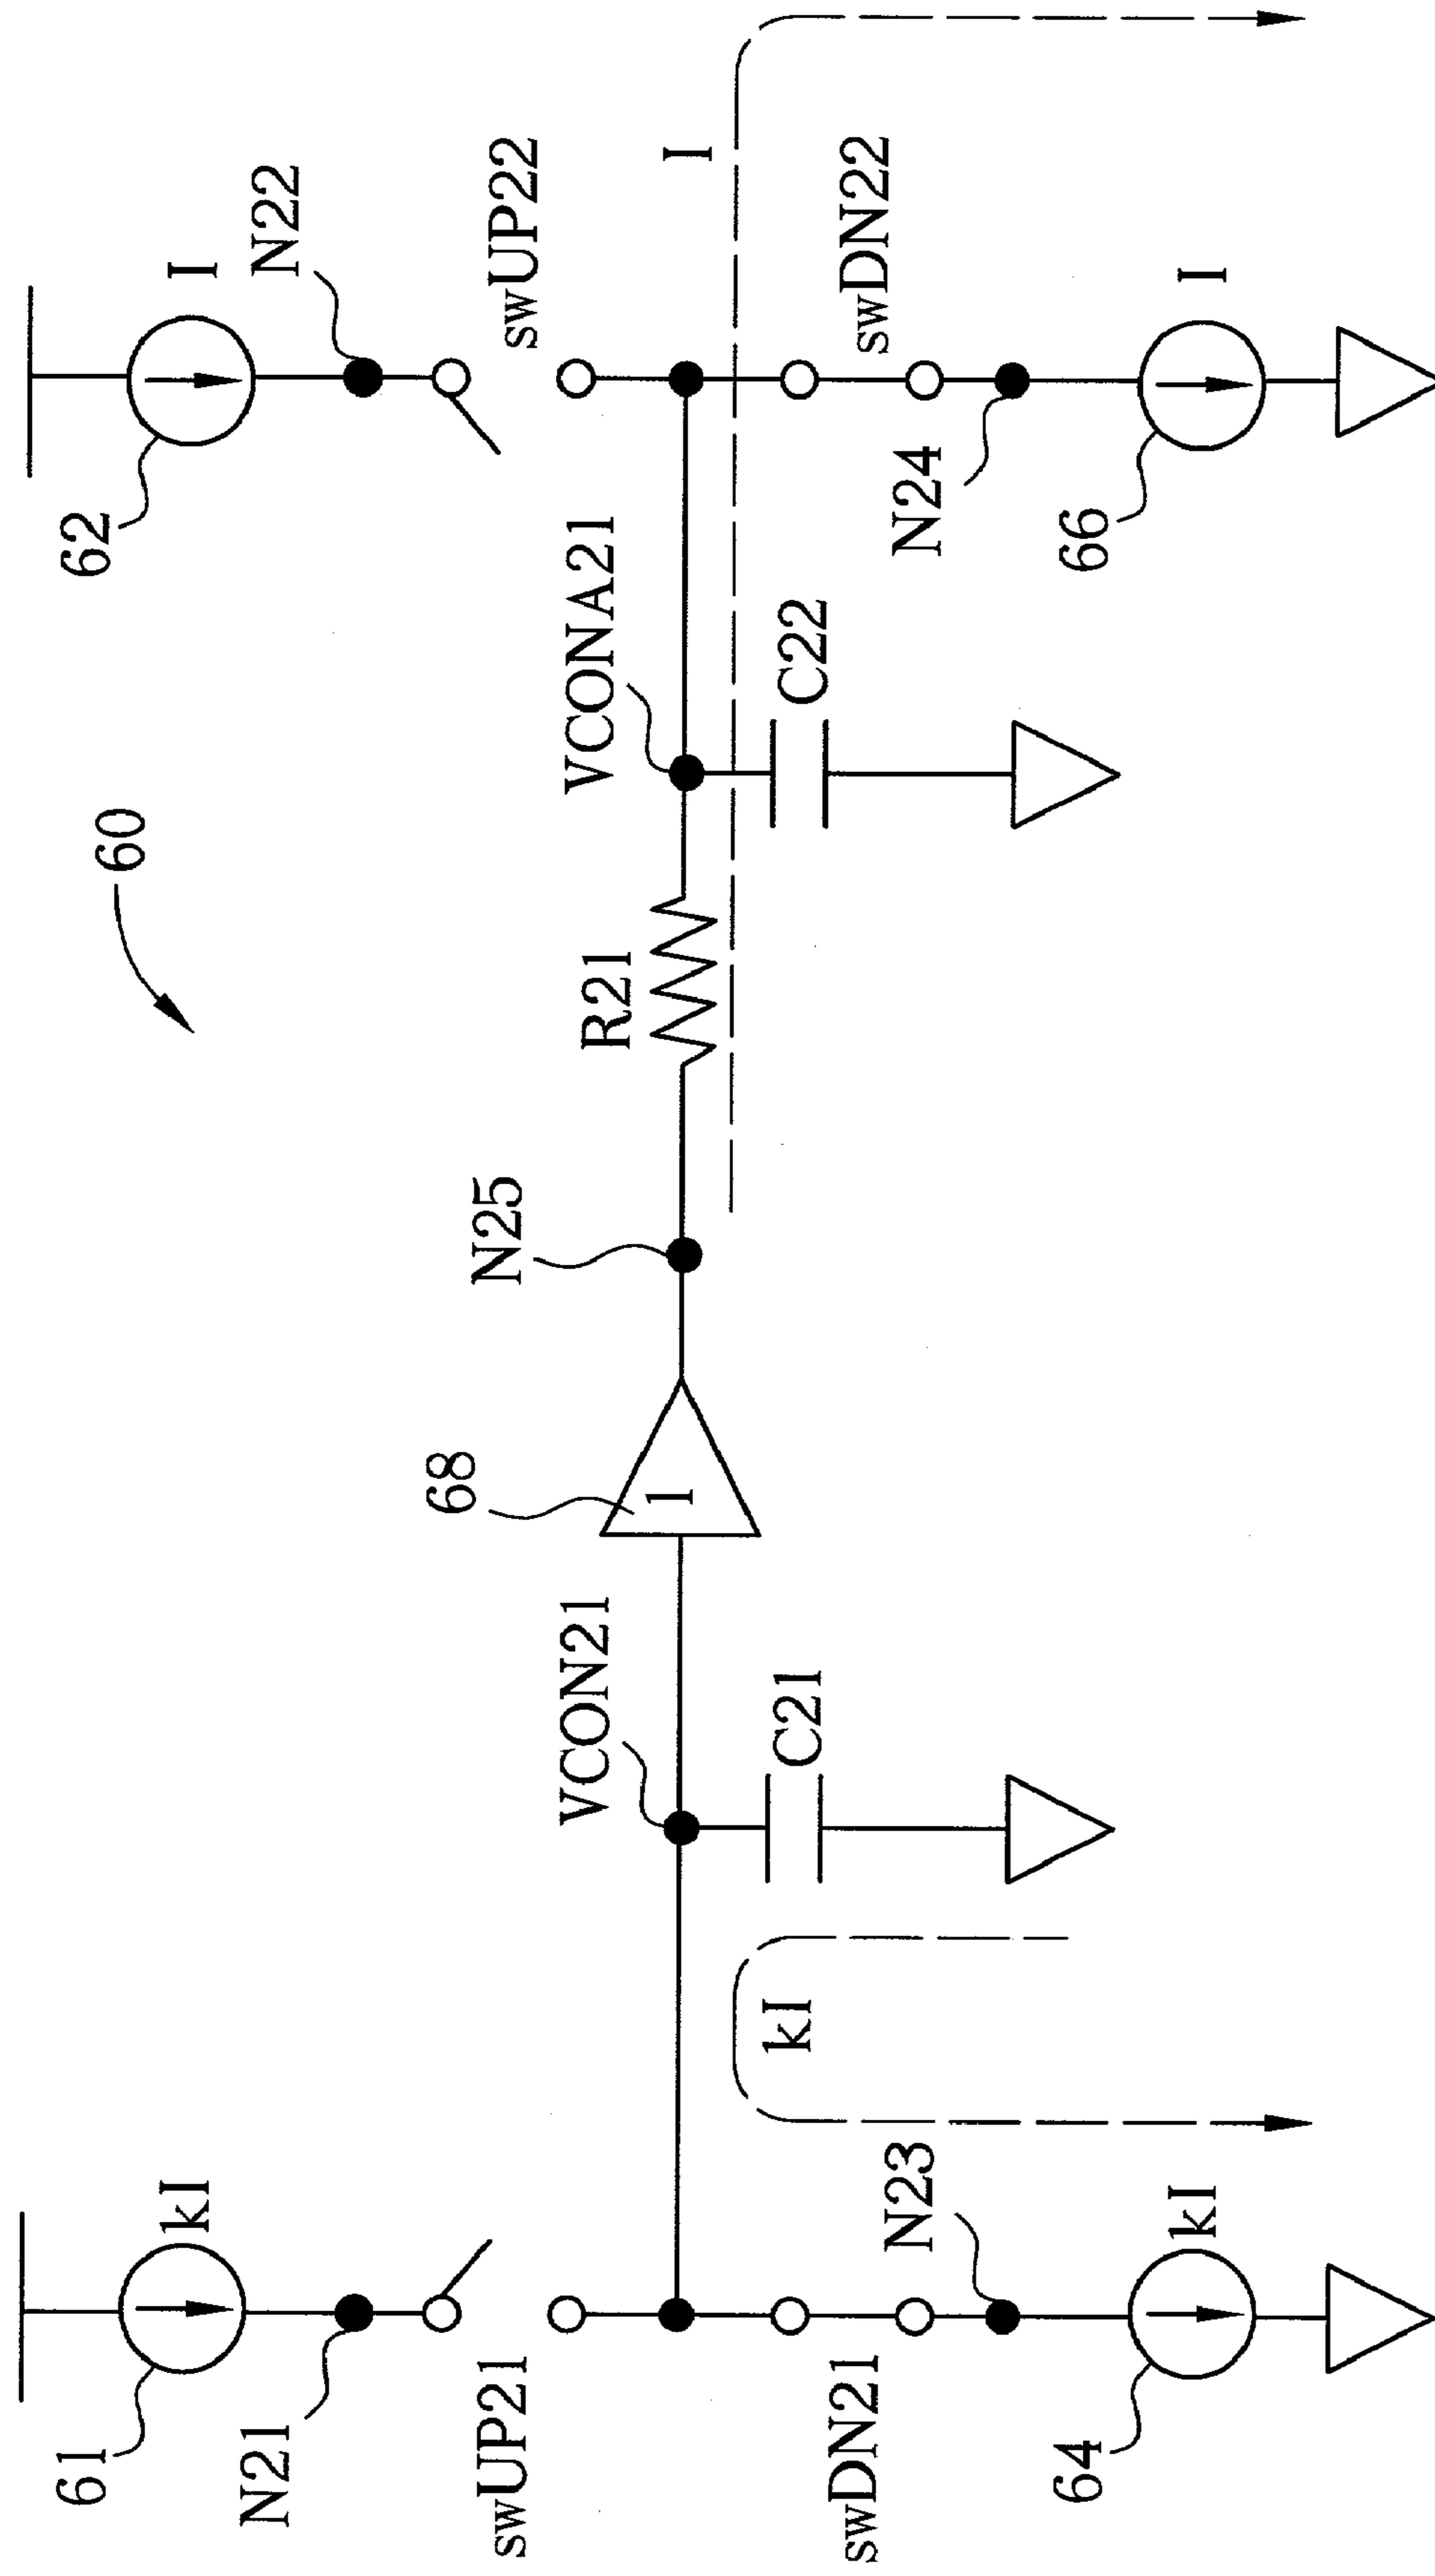 60
61
kI
N21
swUP21
62
I
N22
swUP22
VCON21
68
1
N25
R21
VCONA21
I
C21
C22
kI
swDN21
N23
swDN22
N24
64
kI
66
I